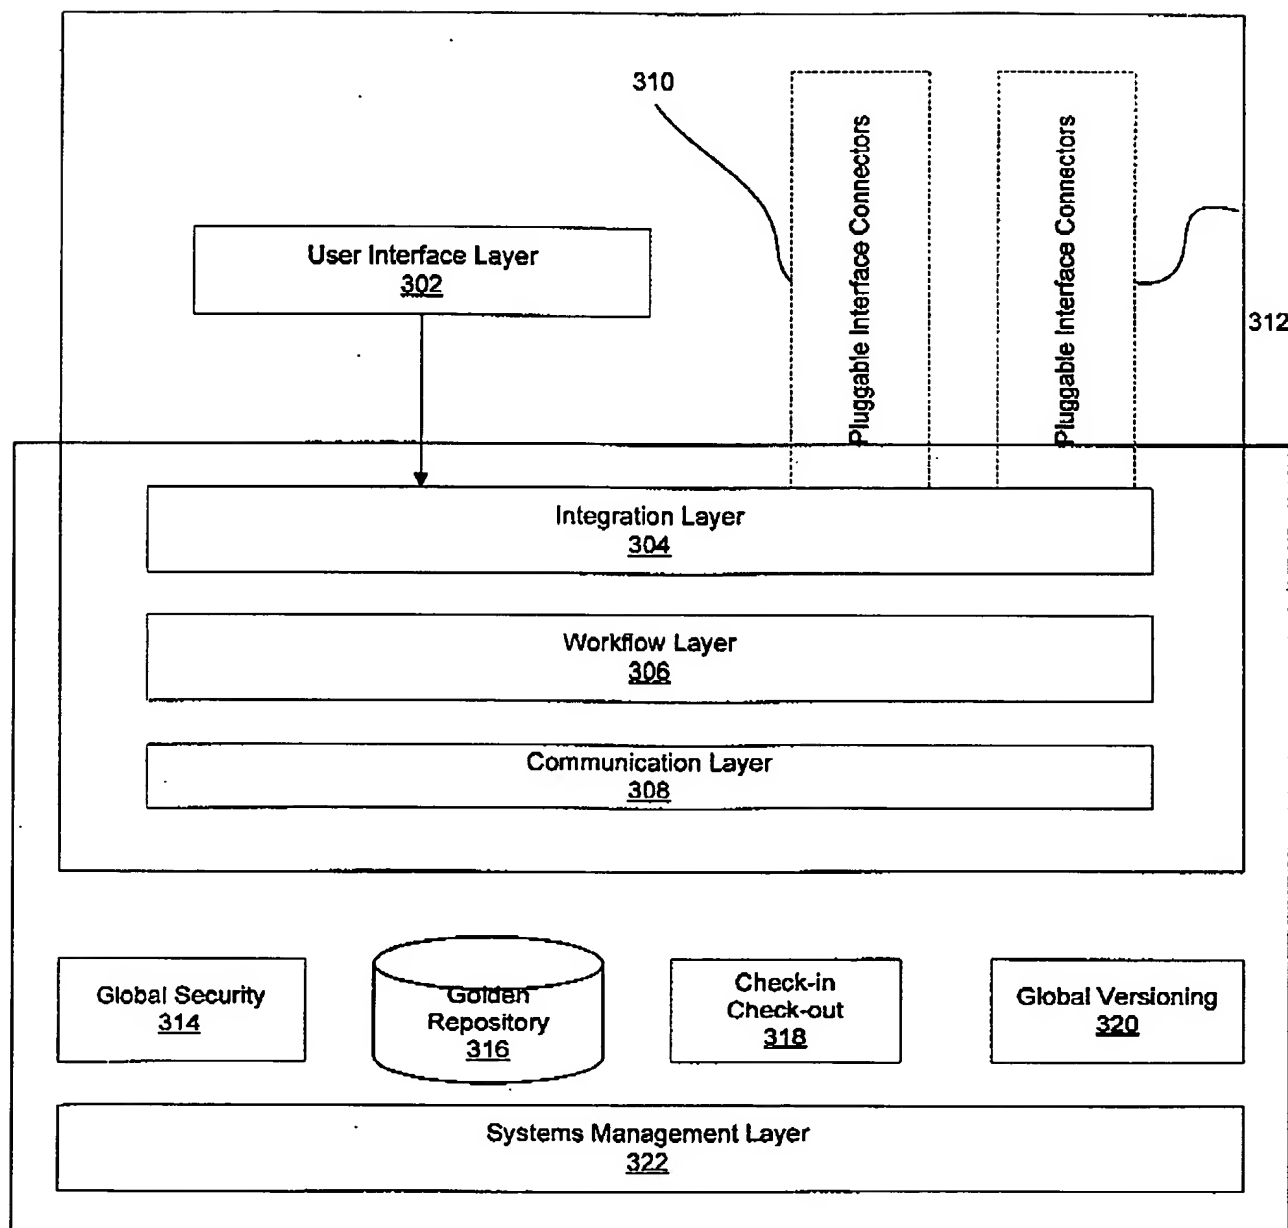 310
Pluggable Interface Connectors
Pluggable Interface Connectors
User Interface Layer
302
312
Integration Layer
304
Workflow Layer
306
Communication Layer
308
Global Security
314
Golden
Repository
316
Check-in
Check-out
318
Global Versioning
320
Systems Management Layer
322